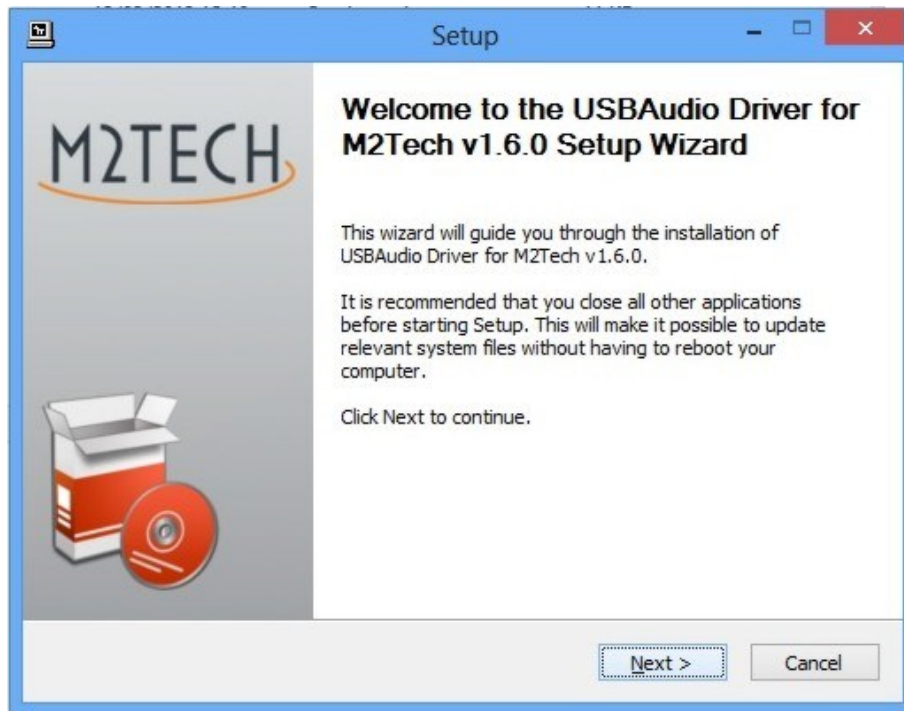 Setup
M2TECH
Welcome to the USBAudio Driver for
M2Tech v1.6.0 Setup Wizard
This wizard will guide you through the installation of
USBAudio Driver for M2Tech v1.6.0.
It is recommended that you close all other applications
before starting Setup. This will make it possible to update
relevant system files without having to reboot your
computer.
Click Next to continue.
Next >
Cancel